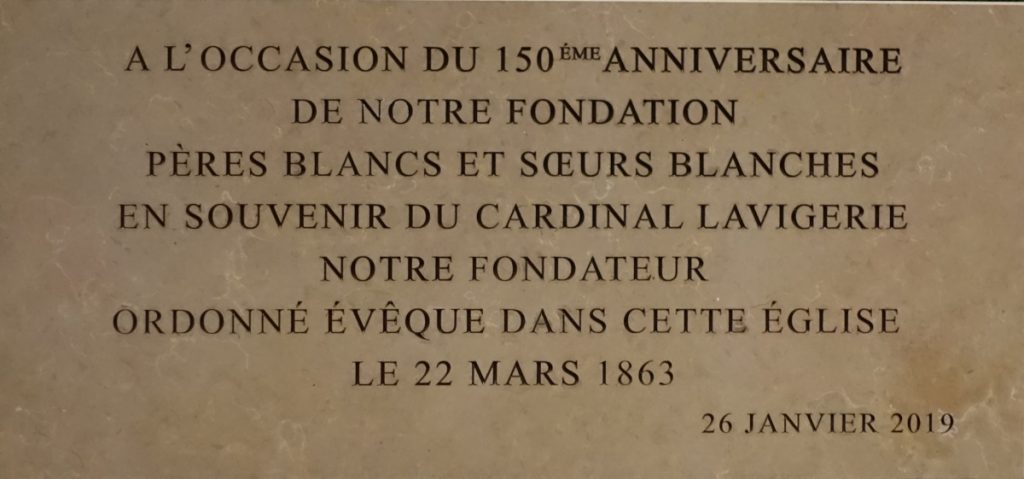 A L'OCCASION DU 150ÉME ANNIVERSAIRE
DE NOTRE FONDATION
PÈRES BLANCS ET SŒURS BLANCHES
EN SOUVENIR DU CARDINAL LAVIGERIE
NOTRE FONDATEUR
ORDONNÉ ÉVÊQUE DANS CETTE ÉGLISE
LE 22 MARS 1863
26 JANVIER 2019